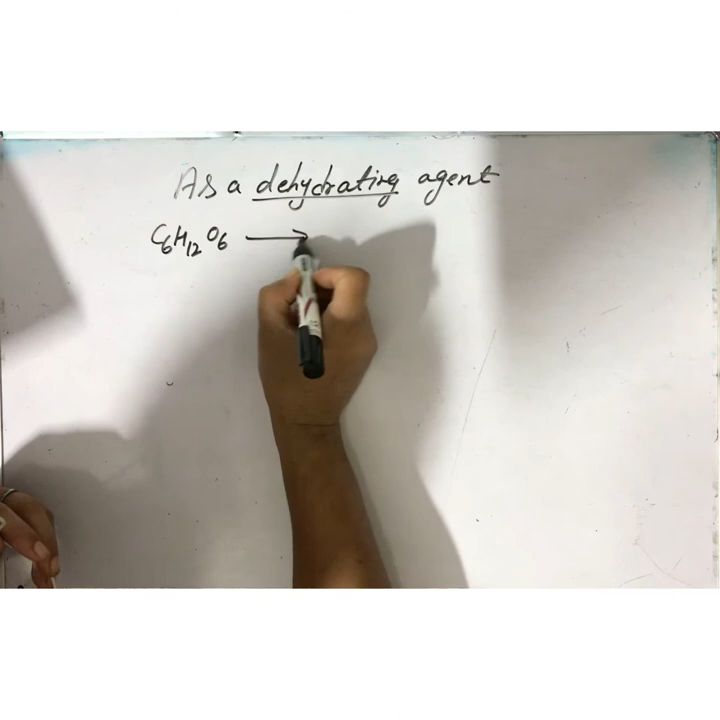 As a dehydrating agent
C₆H₁₂O₆ →